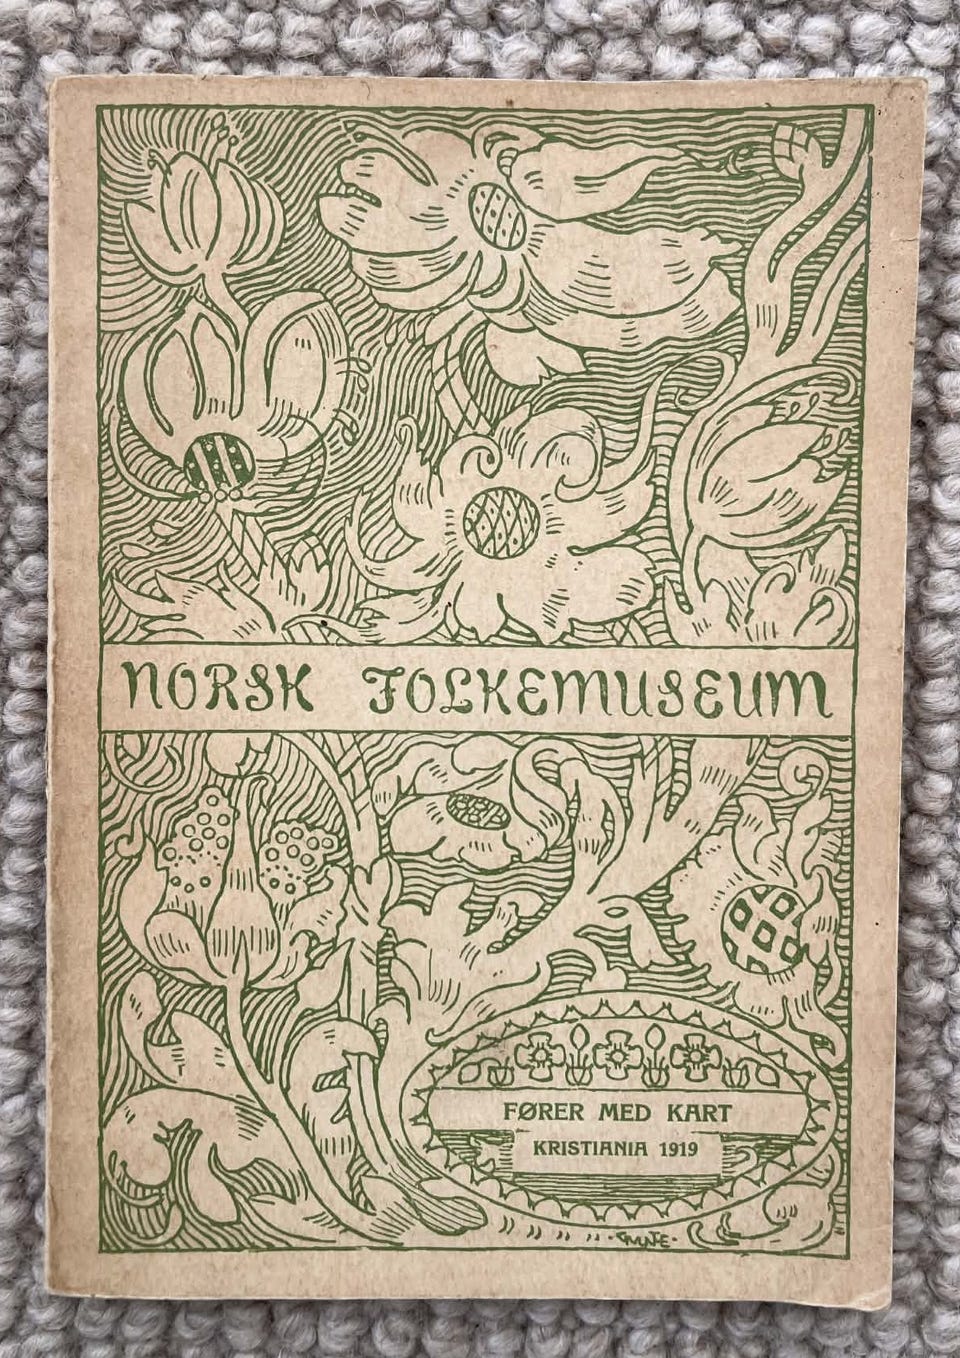 NORSK FOLKEMUSEUM
FØRER MED KART
KRISTIANIA 1919